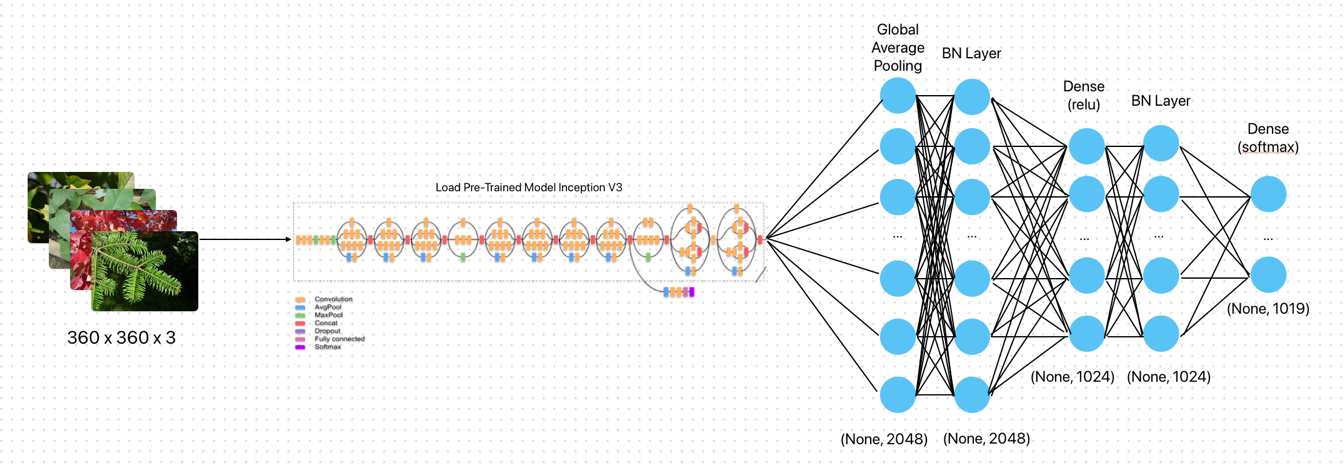 Global
Average
Pooling
BN Layer
Dense
(relu)
BN Layer
Dense
(softmax)
Load Pre-Trained Model Inception V3
...
...
...
...
...
Convolution
AvgPool
MaxPool
Concat
Dropout
Fully connected
Softmax
360 x 360 x 3
(None, 1019)
(None, 1024)
(None, 1024)
(None, 2048)
(None, 2048)